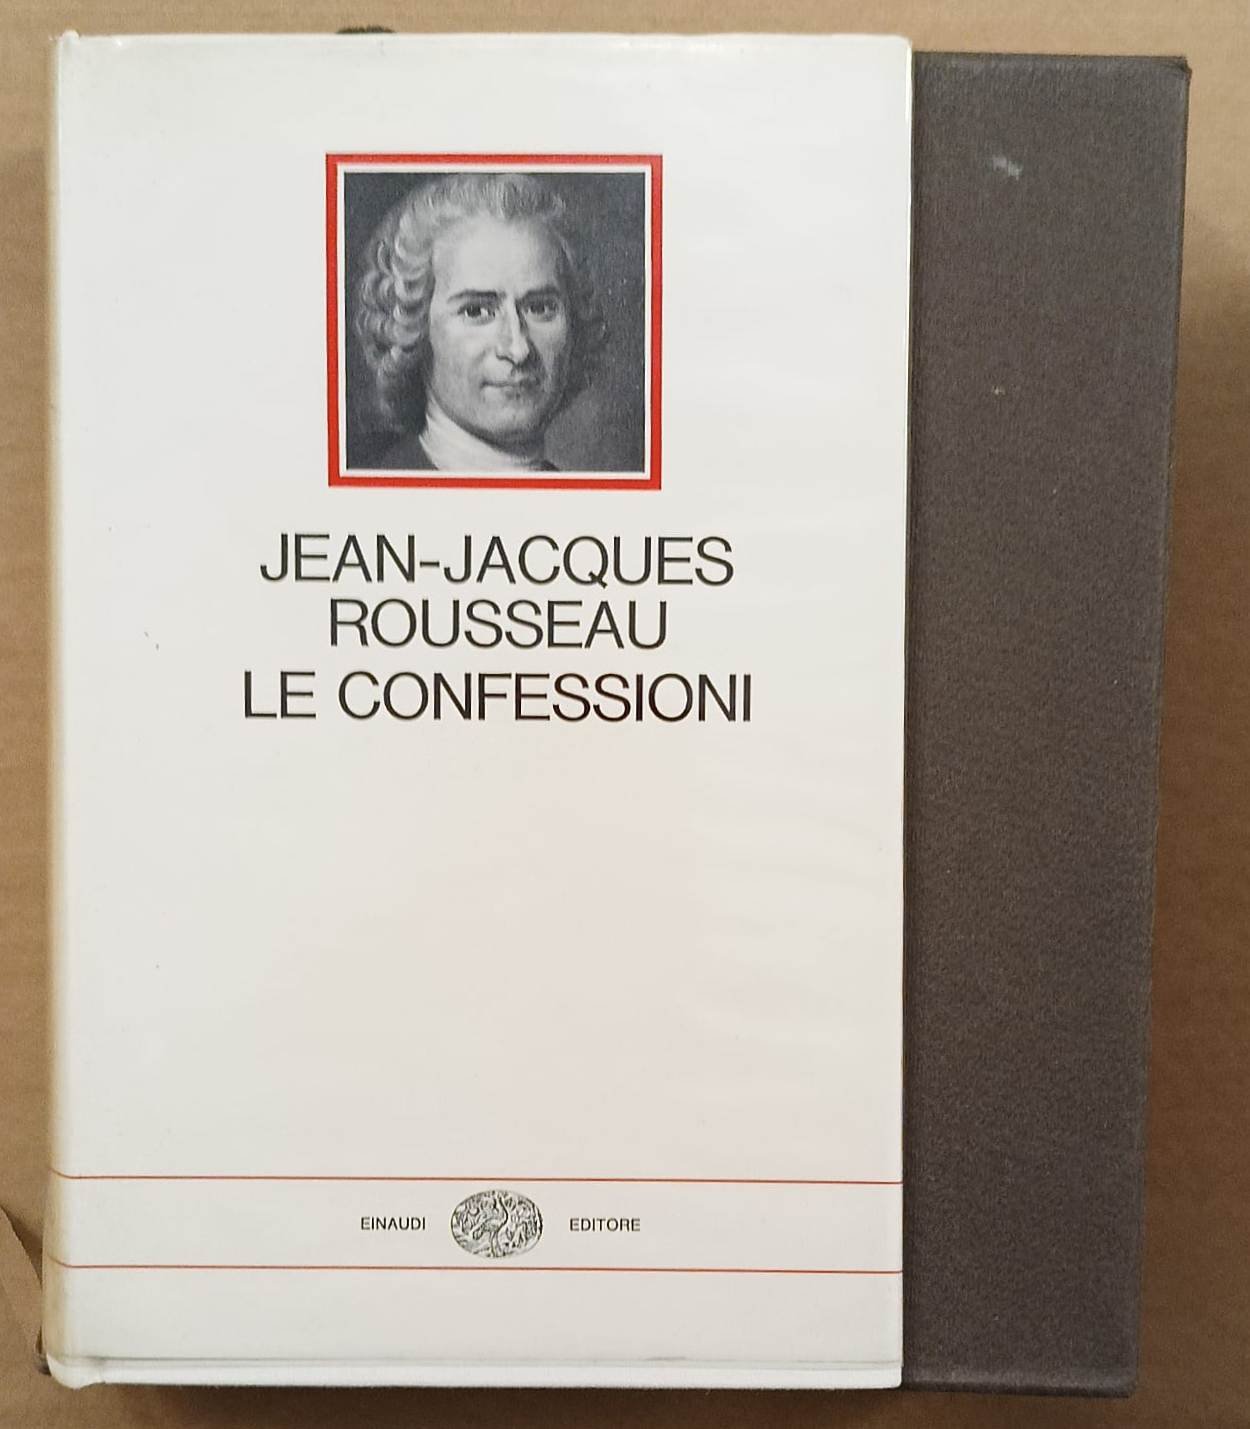 JEAN-JACQUES
ROUSSEAU
LE CONFESSIONI
EINAUDI EDITORE